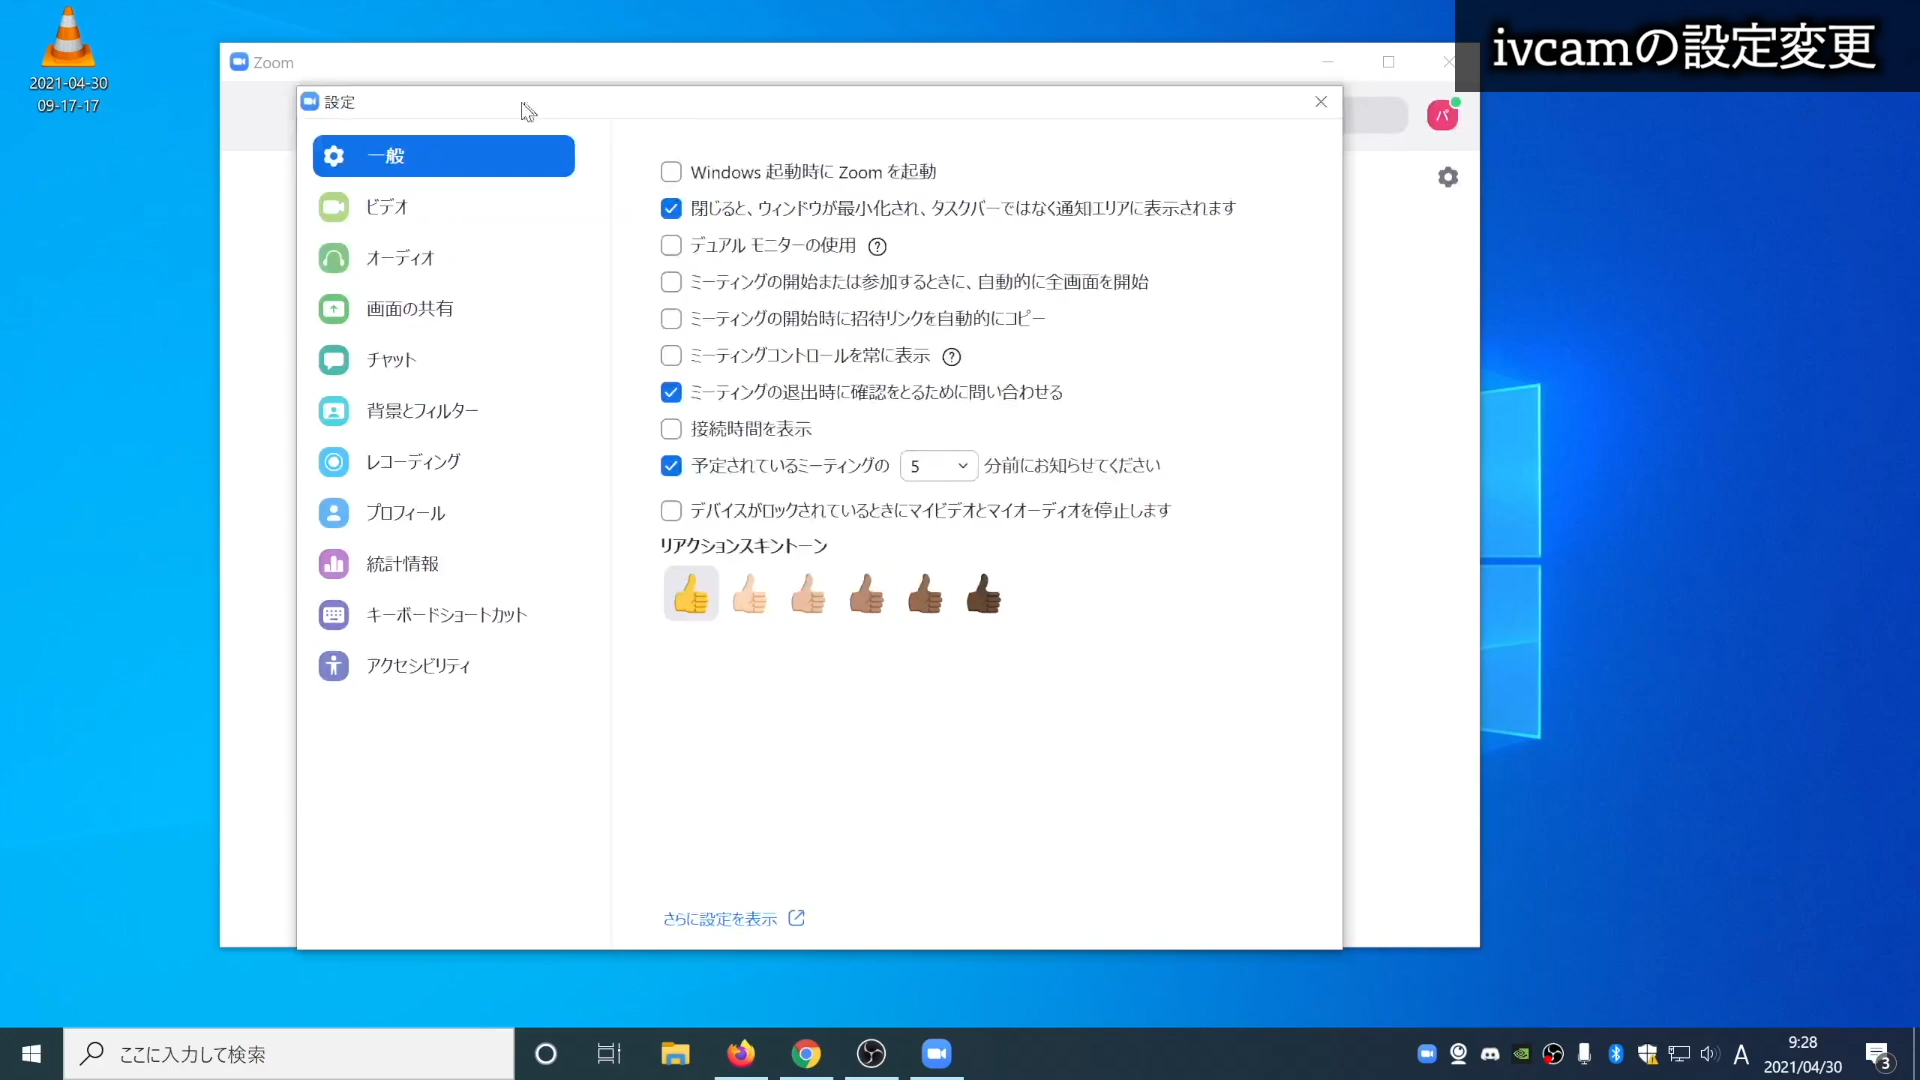 2021-04-30
09-17-17
ivcamの設定変更
Zoom
パ
設定
一般
ビデオ
オーディオ
画面の共有
チャット
背景とフィルター
レコーディング
プロフィール
統計情報
キーボードショートカット
アクセシビリティ
Windows 起動時に Zoom を起動
閉じると、ウィンドウが最小化され、タスクバーではなく通知エリアに表示されます
デュアル モニターの使用 ?
ミーティングの開始または参加するときに、自動的に全画面を開始
ミーティングの開始時に招待リンクを自動的にコピー
ミーティングコントロールを常に表示 ?
ミーティングの退出時に確認をとるために問い合わせる
接続時間を表示
予定されているミーティングの 5 分前にお知らせてください
デバイスがロックされているときにマイビデオとマイオーディオを停止します
リアクションスキントーン
さらに設定を表示
ここに入力して検索
A
9:28
2021/04/30
3